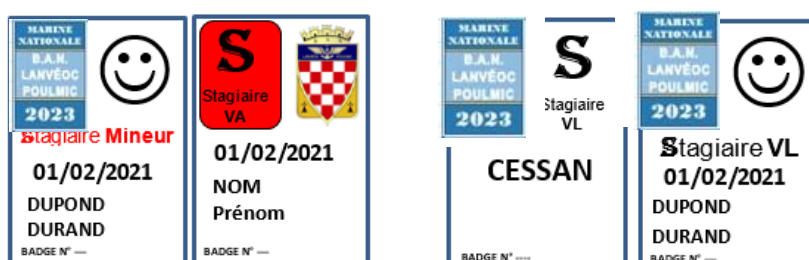 MARINE
NATIONALE
B.A.N.
LANVÉOC
POULMIC
2023
Stagiaire Mineur
01/02/2021
DUPOND
DURAND
BADGE N° ---
S
Stagiaire
VA
01/02/2021
NOM
Prénom
BADGE N° ---
MARINE
NATIONALE
B.A.N.
LANVÉOC
POULMIC
2023
S
Stagiaire
VL
CESSAN
BADGE N° ----
MARINE
NATIONALE
B.A.N.
LANVÉOC
POULMIC
2023
Stagiaire VL
01/02/2021
DUPOND
DURAND
BADGE N° ---